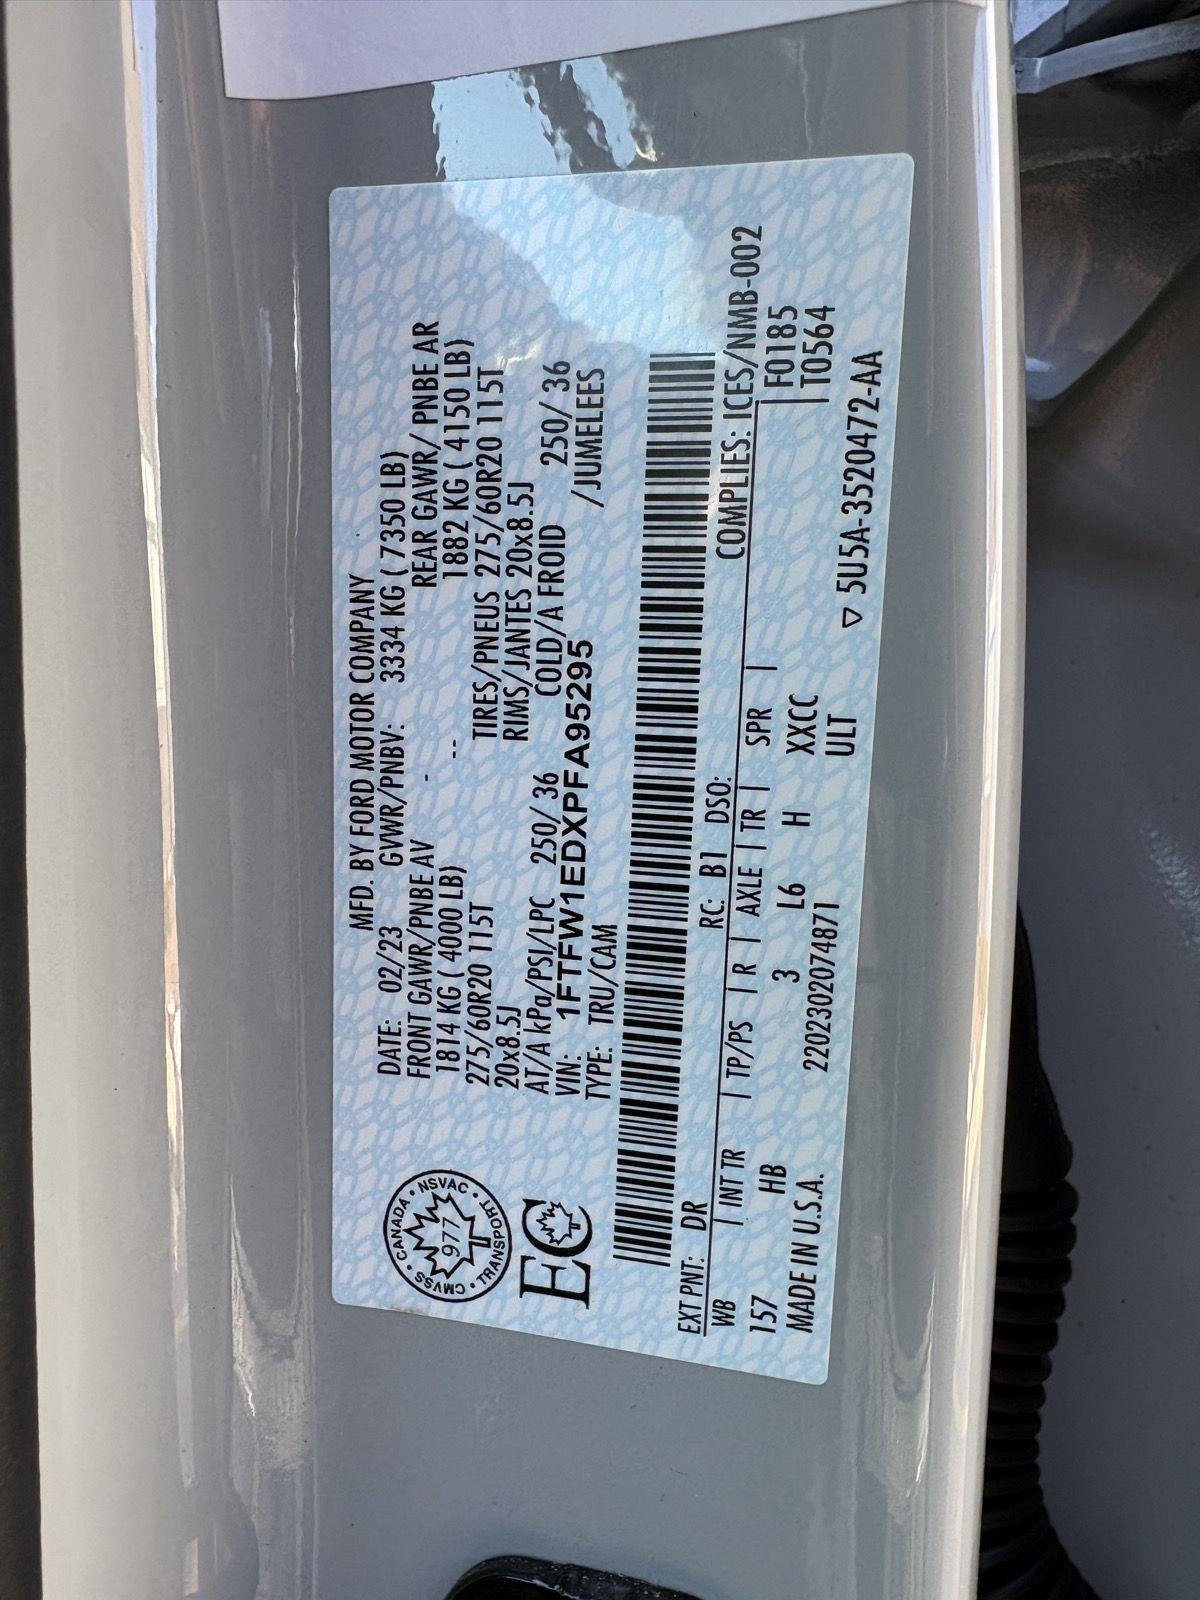 MFD. BY FORD MOTOR COMPANY
DATE: 02/23 GVWR/PNBV: 3334 KG ( 7350 LB)
FRONT GAWR/PNBE AV - REAR GAWR/ PNBE AR
1814 KG ( 4000 LB) -- 1882 KG ( 4150 LB)
275/60R20 115T TIRES/PNEUS 275/60R20 115T
20x8.5J RIMS/JANTES 20x8.5J
AT/A kPa/PSI/LPC 250/ 36 COLD/A FROID 250/ 36
VIN: 1FTFW1EDXPFA95295 /JUMELEES
TYPE: TRU/CAM
CANADA • NSVAC • TRANSPORT • CMVSS •
977
EC
EXT PNT: DR RC: B1 DSO: COMPLIES: ICES/NMB-002
WB | INT TR | TP/PS | R | AXLE | TR | SPR | | F0185
157 HB 3 L6 H XXCC T0564
MADE IN U.S.A. 2202302074871 ULT
▽ 5U5A-3520472-AA